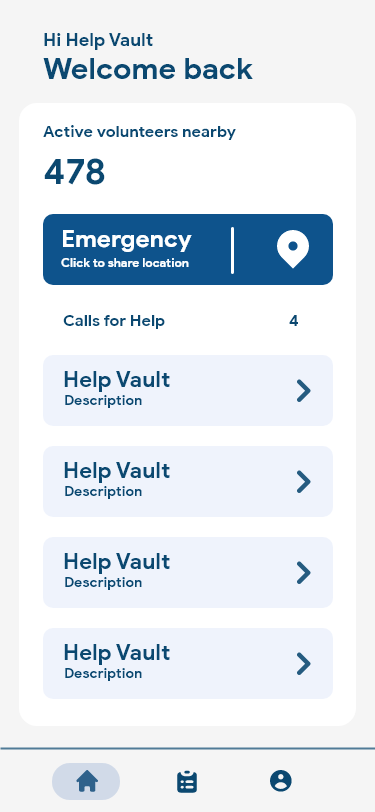 Hi Help Vault
Welcome back
Active volunteers nearby
478
Emergency
Click to share location
Calls for Help 4
Help Vault
Description
Help Vault
Description
Help Vault
Description
Help Vault
Description